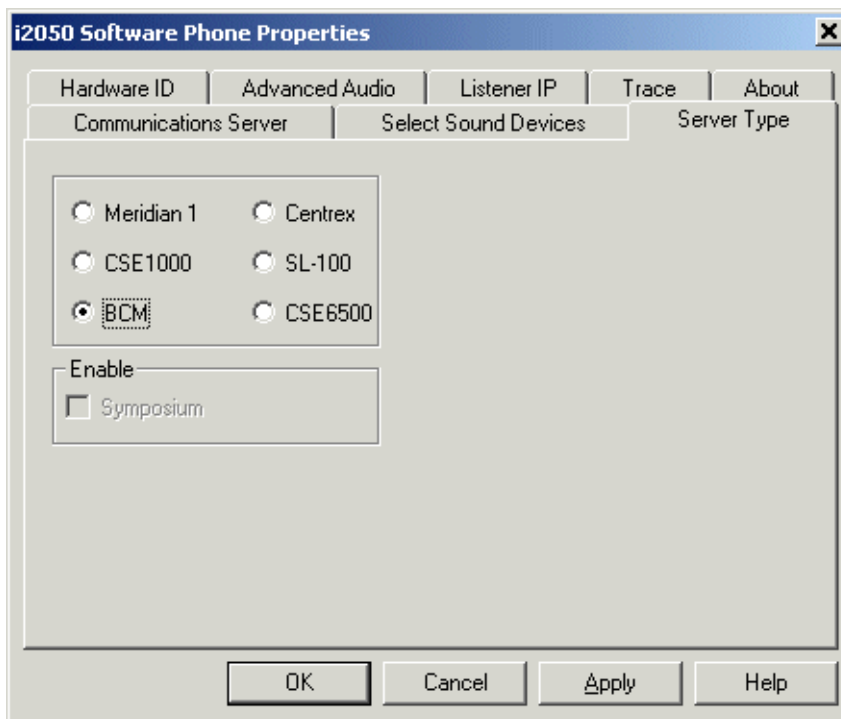 i2050 Software Phone Properties
Hardware ID Advanced Audio Listener IP Trace About
Communications Server Select Sound Devices Server Type
Meridian 1 Centrex
CSE1000 SL-100
BCM CSE6500
Enable
Symposium
OK Cancel Apply Help